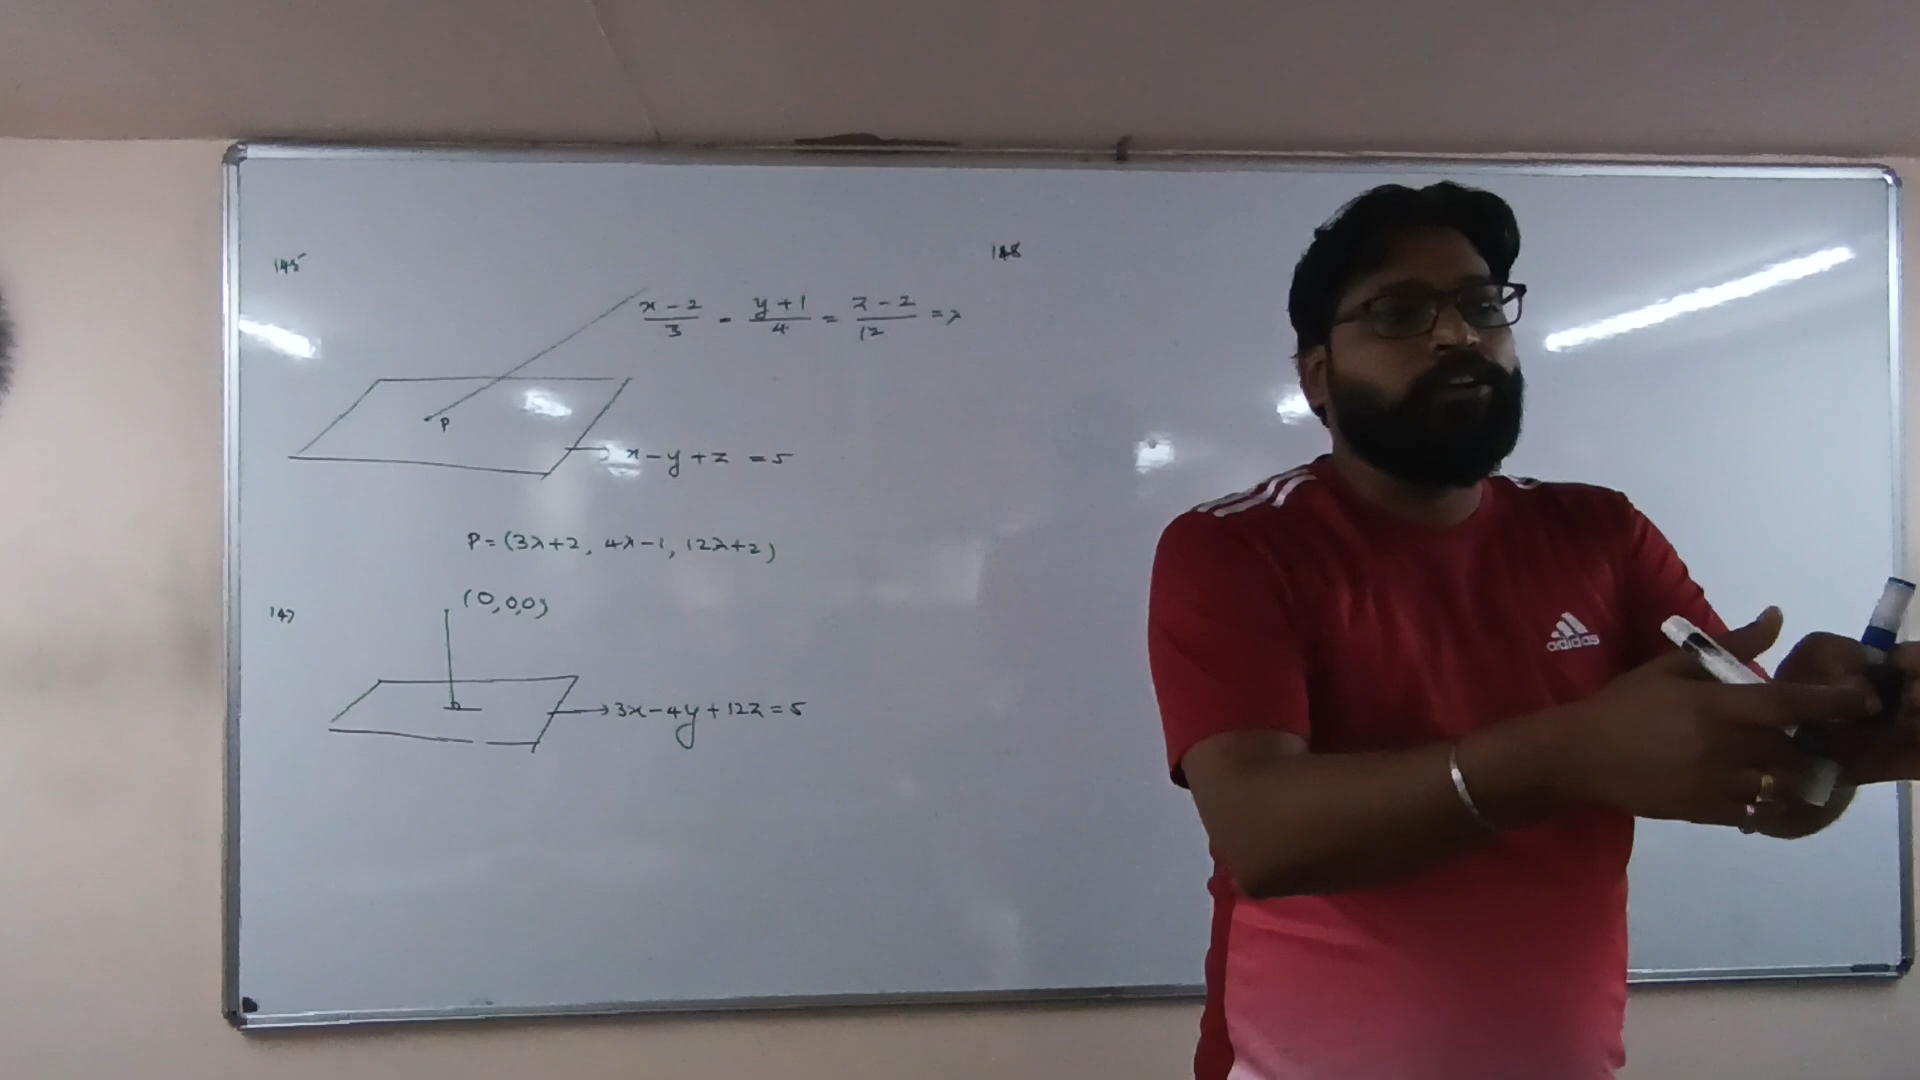 145
x-2/3 = y+1/4 = z-2/12 = λ
P
x-y+z = 5
P = (3λ+2, 4λ-1, 12λ+2)
147
(0,0,0)
3x-4y+12z = 5
148
adidas